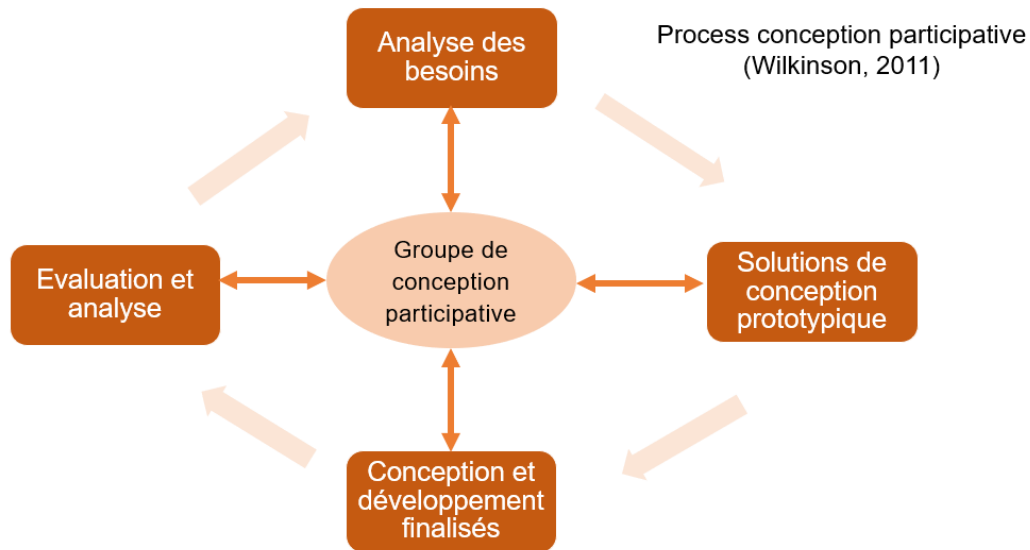 Process conception participative
(Wilkinson, 2011)
Analyse des
besoins
Evaluation et
analyse
Groupe de
conception
participative
Solutions de
conception
prototypique
Conception et
développement
finalisés